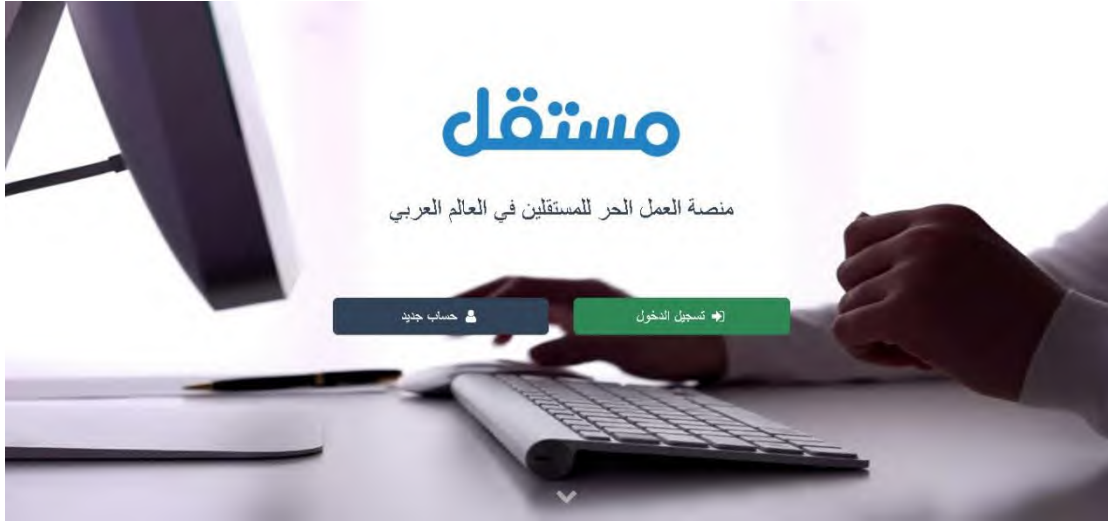 مستقل
منصة العمل الحر للمستقلين في العالم العربي
تسجيل الدخول
حساب جديد